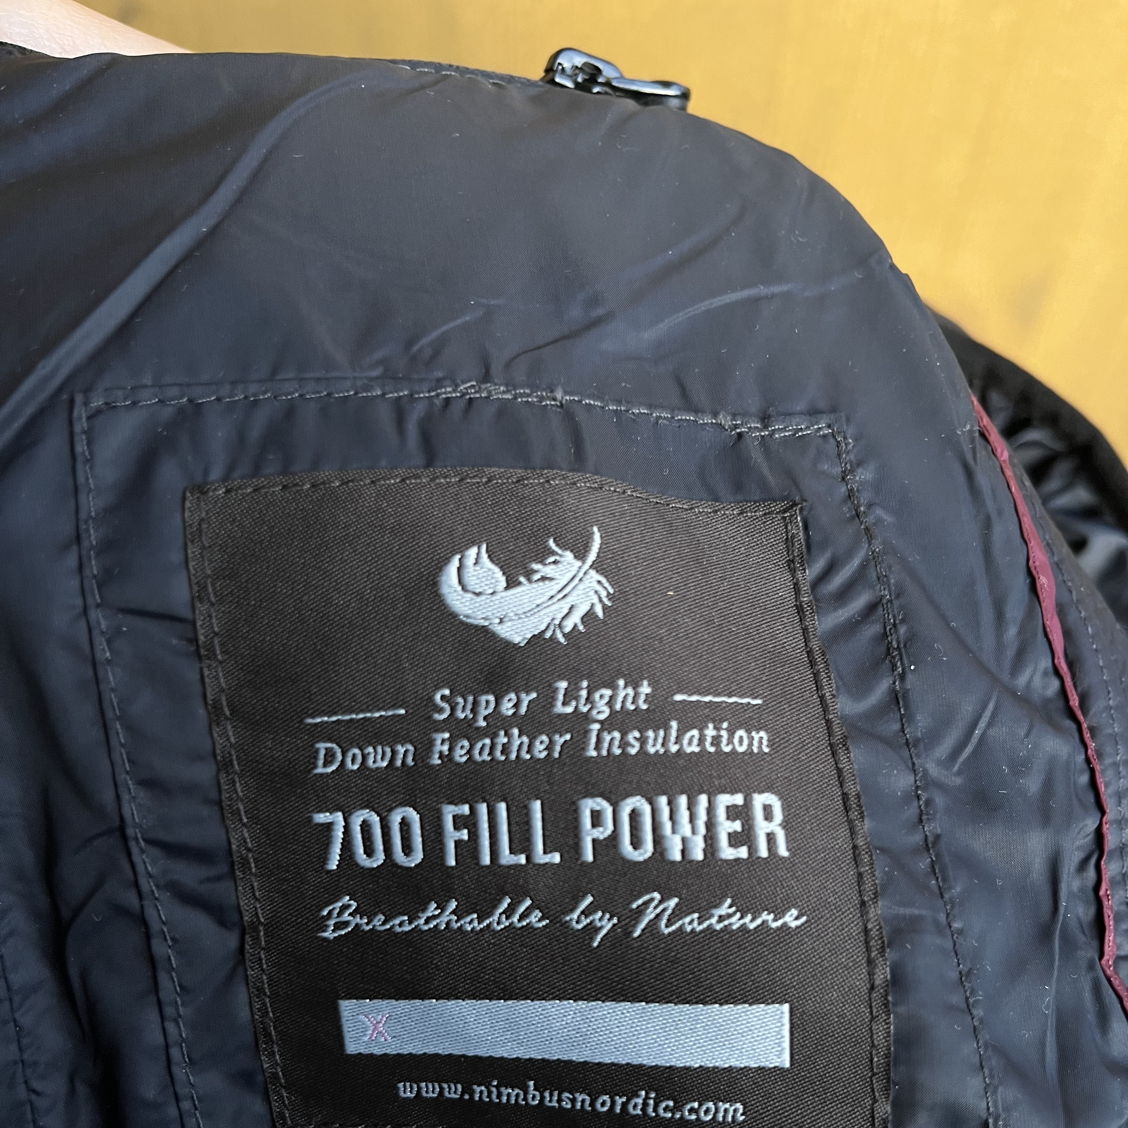 Super Light
Down Feather Insulation
700 FILL POWER
Breathable by Nature
X
www.nimbusnordic.com